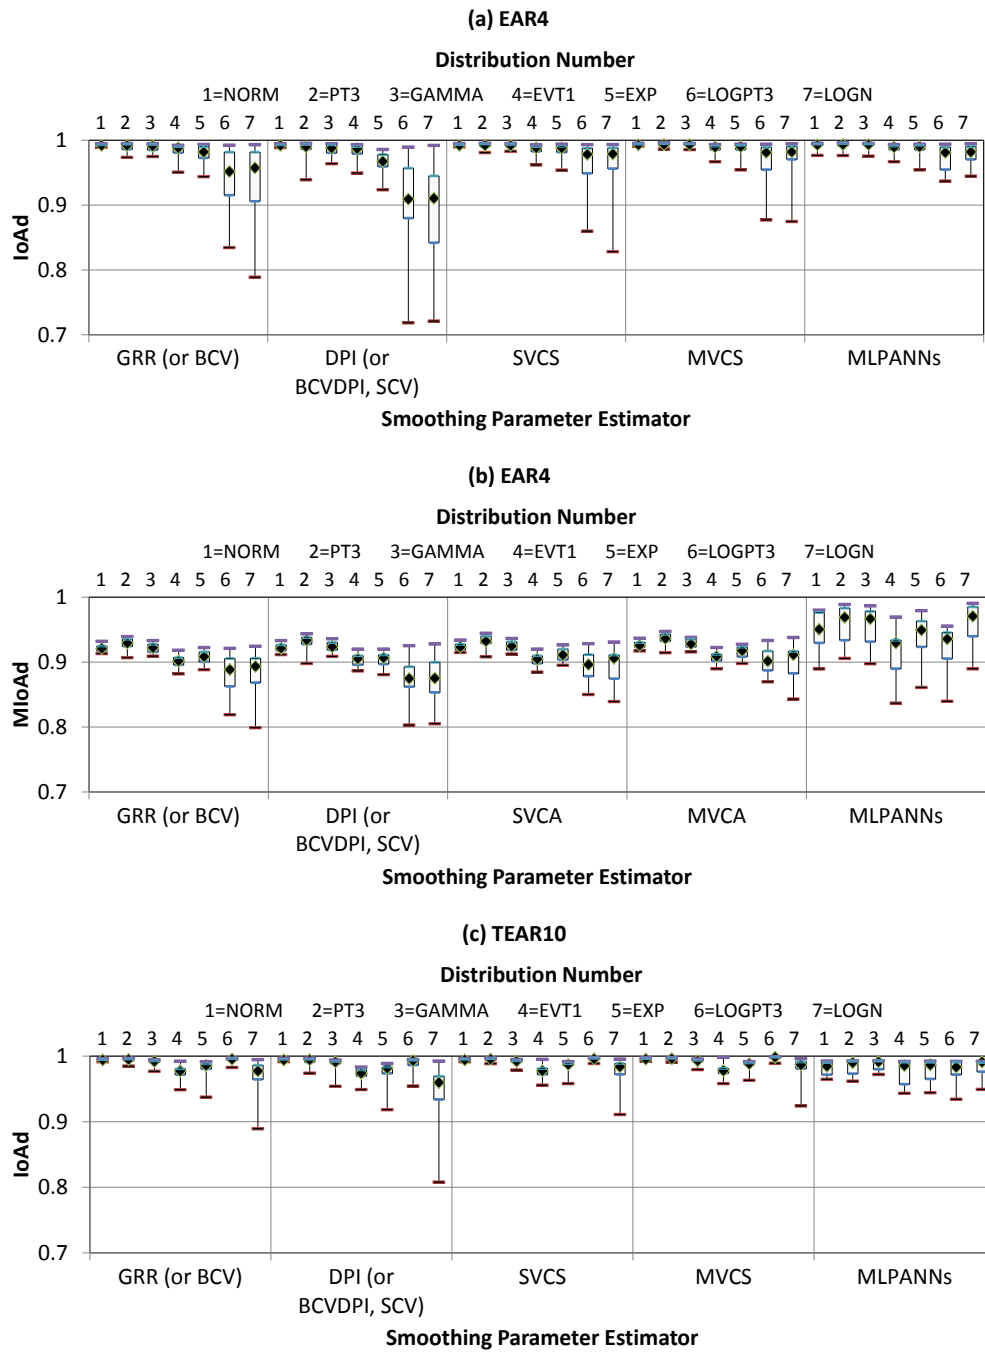 (a) EAR4
Distribution Number
1=NORM 2=PT3 3=GAMMA 4=EVT1 5=EXP 6=LOGPT3 7=LOGN
1 2 3 4 5 6 7 1 2 3 4 5 6 7 1 2 3 4 5 6 7 1 2 3 4 5 6 7 1 2 3 4 5 6 7
1
0.9
0.8
0.7
IoAd
GRR (or BCV) DPI (or SVCS MVCS MLPANNs
BCVDPI, SCV)
Smoothing Parameter Estimator
(b) EAR4
Distribution Number
1=NORM 2=PT3 3=GAMMA 4=EVT1 5=EXP 6=LOGPT3 7=LOGN
1 2 3 4 5 6 7 1 2 3 4 5 6 7 1 2 3 4 5 6 7 1 2 3 4 5 6 7 1 2 3 4 5 6 7
1
0.9
0.8
0.7
MIoAd
GRR (or BCV) DPI (or SVCA MVCA MLPANNs
BCVDPI, SCV)
Smoothing Parameter Estimator
(c) TEAR10
Distribution Number
1=NORM 2=PT3 3=GAMMA 4=EVT1 5=EXP 6=LOGPT3 7=LOGN
1 2 3 4 5 6 7 1 2 3 4 5 6 7 1 2 3 4 5 6 7 1 2 3 4 5 6 7 1 2 3 4 5 6 7
1
0.9
0.8
0.7
IoAd
GRR (or BCV) DPI (or SVCS MVCS MLPANNs
BCVDPI, SCV)
Smoothing Parameter Estimator